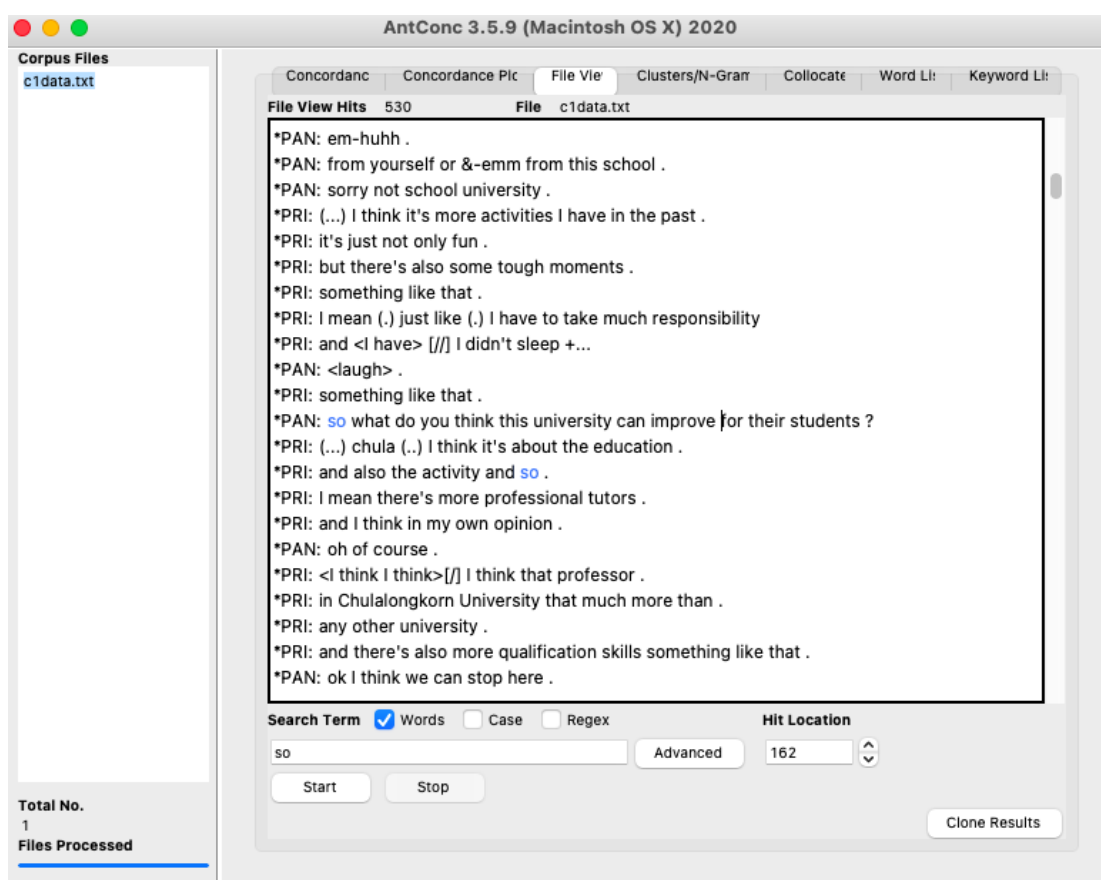 AntConc 3.5.9 (Macintosh OS X) 2020
Corpus Files
c1data.txt
Concordanc Concordance Plc File Vie Clusters/N-Gram Collocate Word Li: Keyword Li:
File View Hits 530 File c1data.txt
*PAN: em-huhh .
*PAN: from yourself or &-emm from this school .
*PAN: sorry not school university .
*PRI: (...) I think it's more activities I have in the past .
*PRI: it's just not only fun .
*PRI: but there's also some tough moments .
*PRI: something like that .
*PRI: I mean (.) just like (.) I have to take much responsibility
*PRI: and <I have> [//] I didn't sleep +...
*PAN: <laugh> .
*PRI: something like that .
*PAN: so what do you think this university can improve for their students ?
*PRI: (...) chula (..) I think it's about the education .
*PRI: and also the activity and so .
*PRI: I mean there's more professional tutors .
*PRI: and I think in my own opinion .
*PAN: oh of course .
*PRI: <I think I think>[/] I think that professor .
*PRI: in Chulalongkorn University that much more than .
*PRI: any other university .
*PRI: and there's also more qualification skills something like that .
*PAN: ok I think we can stop here .
Search Term Words Case Regex Hit Location
so Advanced 162
Start Stop
Total No.
1
Files Processed
Clone Results